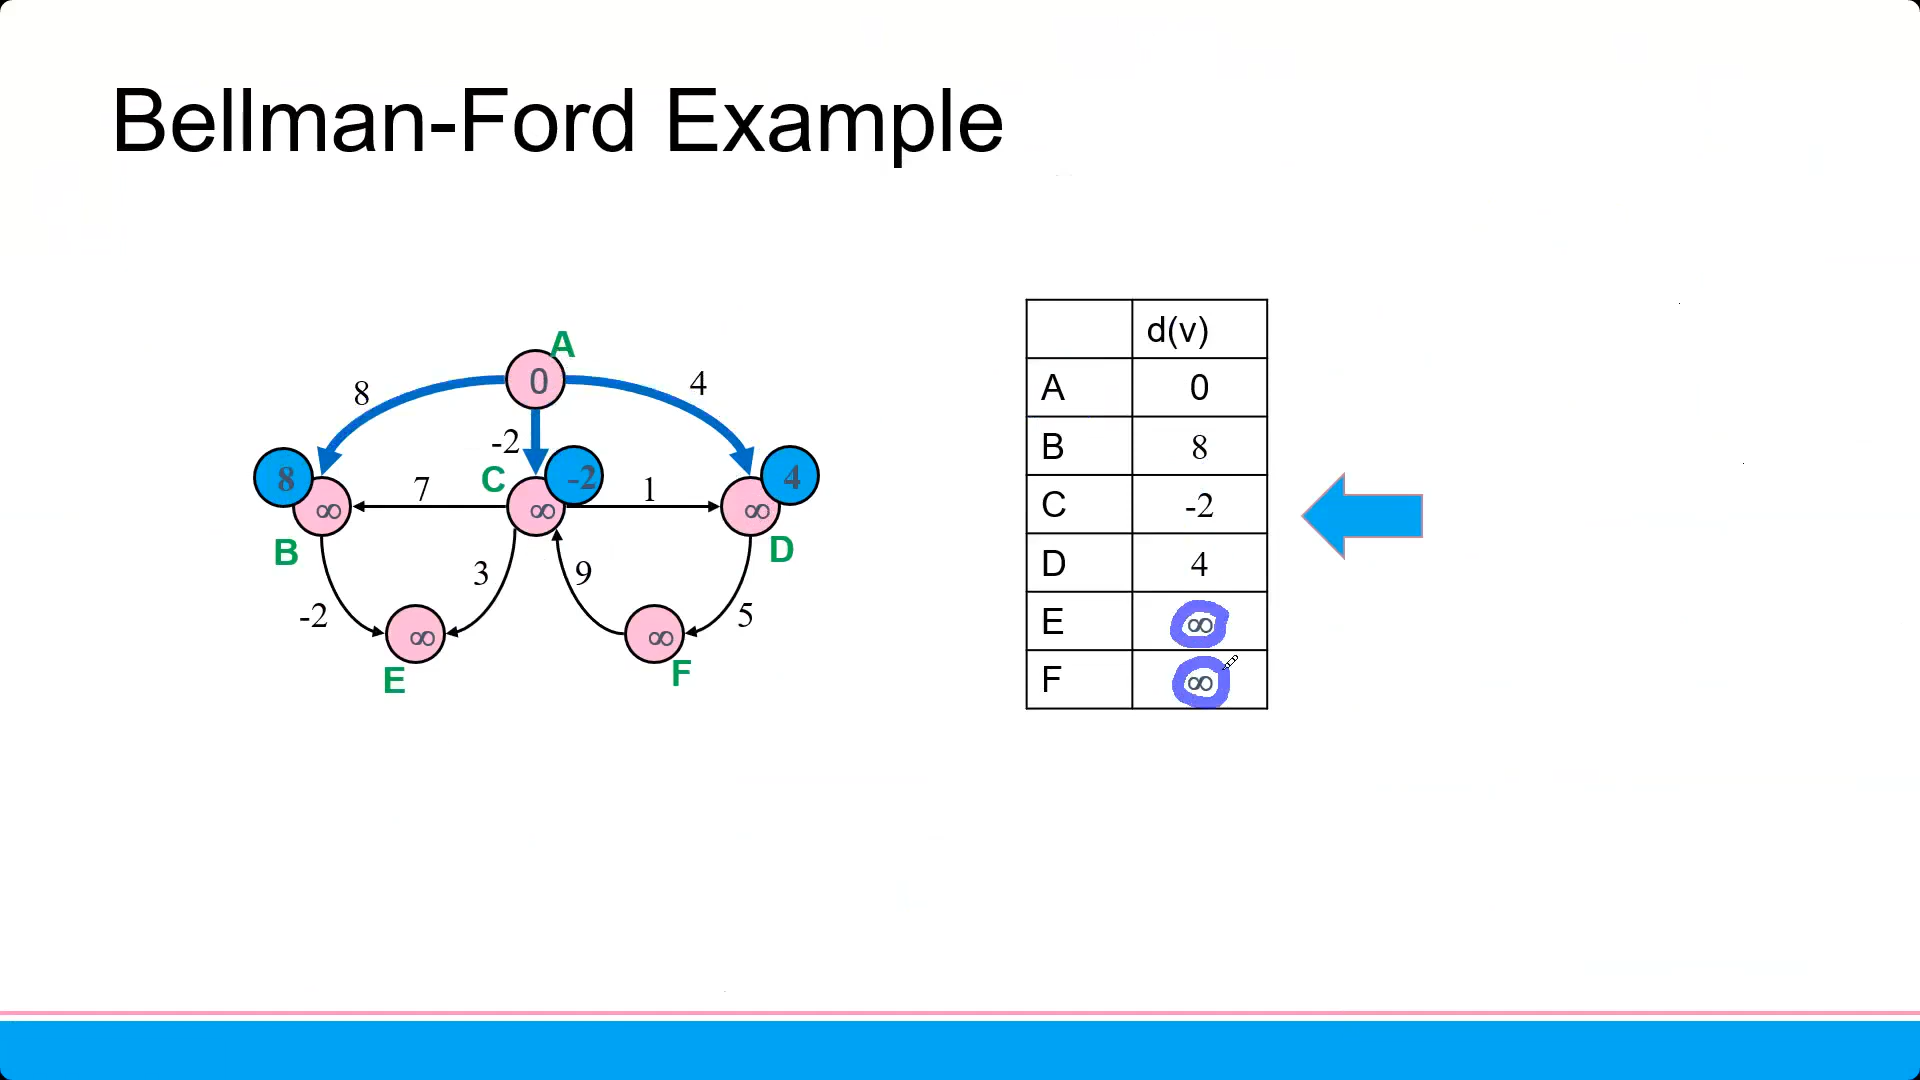 Bellman-Ford Example
A
0
8
4
-2
8
-2
4
C
7
1
∞
∞
∞
B
D
3
9
-2
5
∞
∞
E
F
d(v)
A 0
B 8
C -2
D 4
E ∞
F ∞